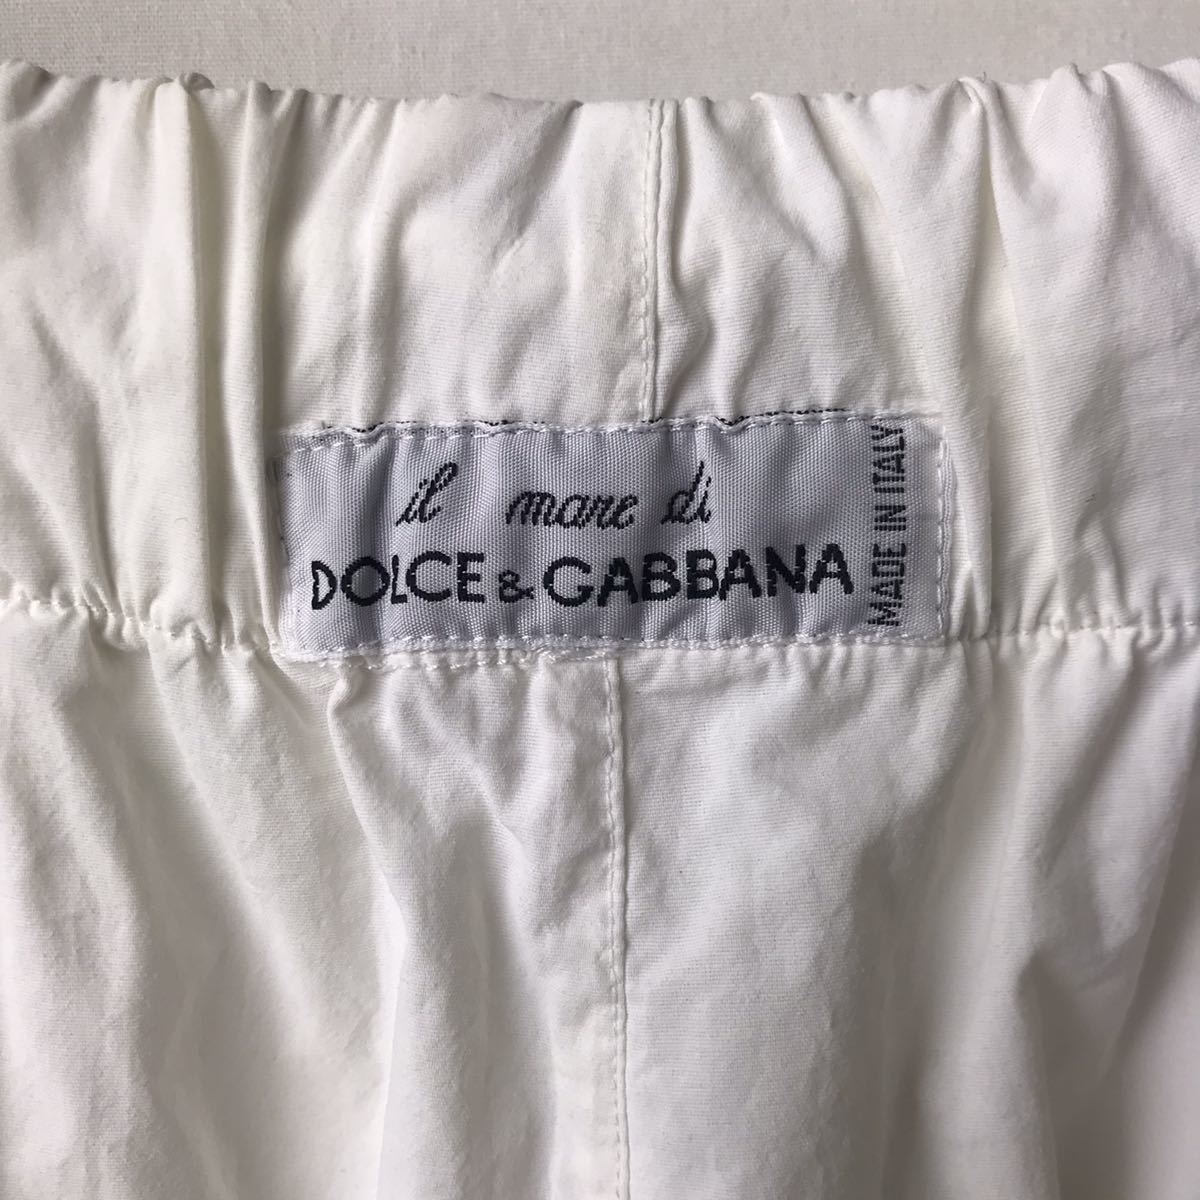 il mare di
DOLCE & GABBANA
MADE IN ITALY